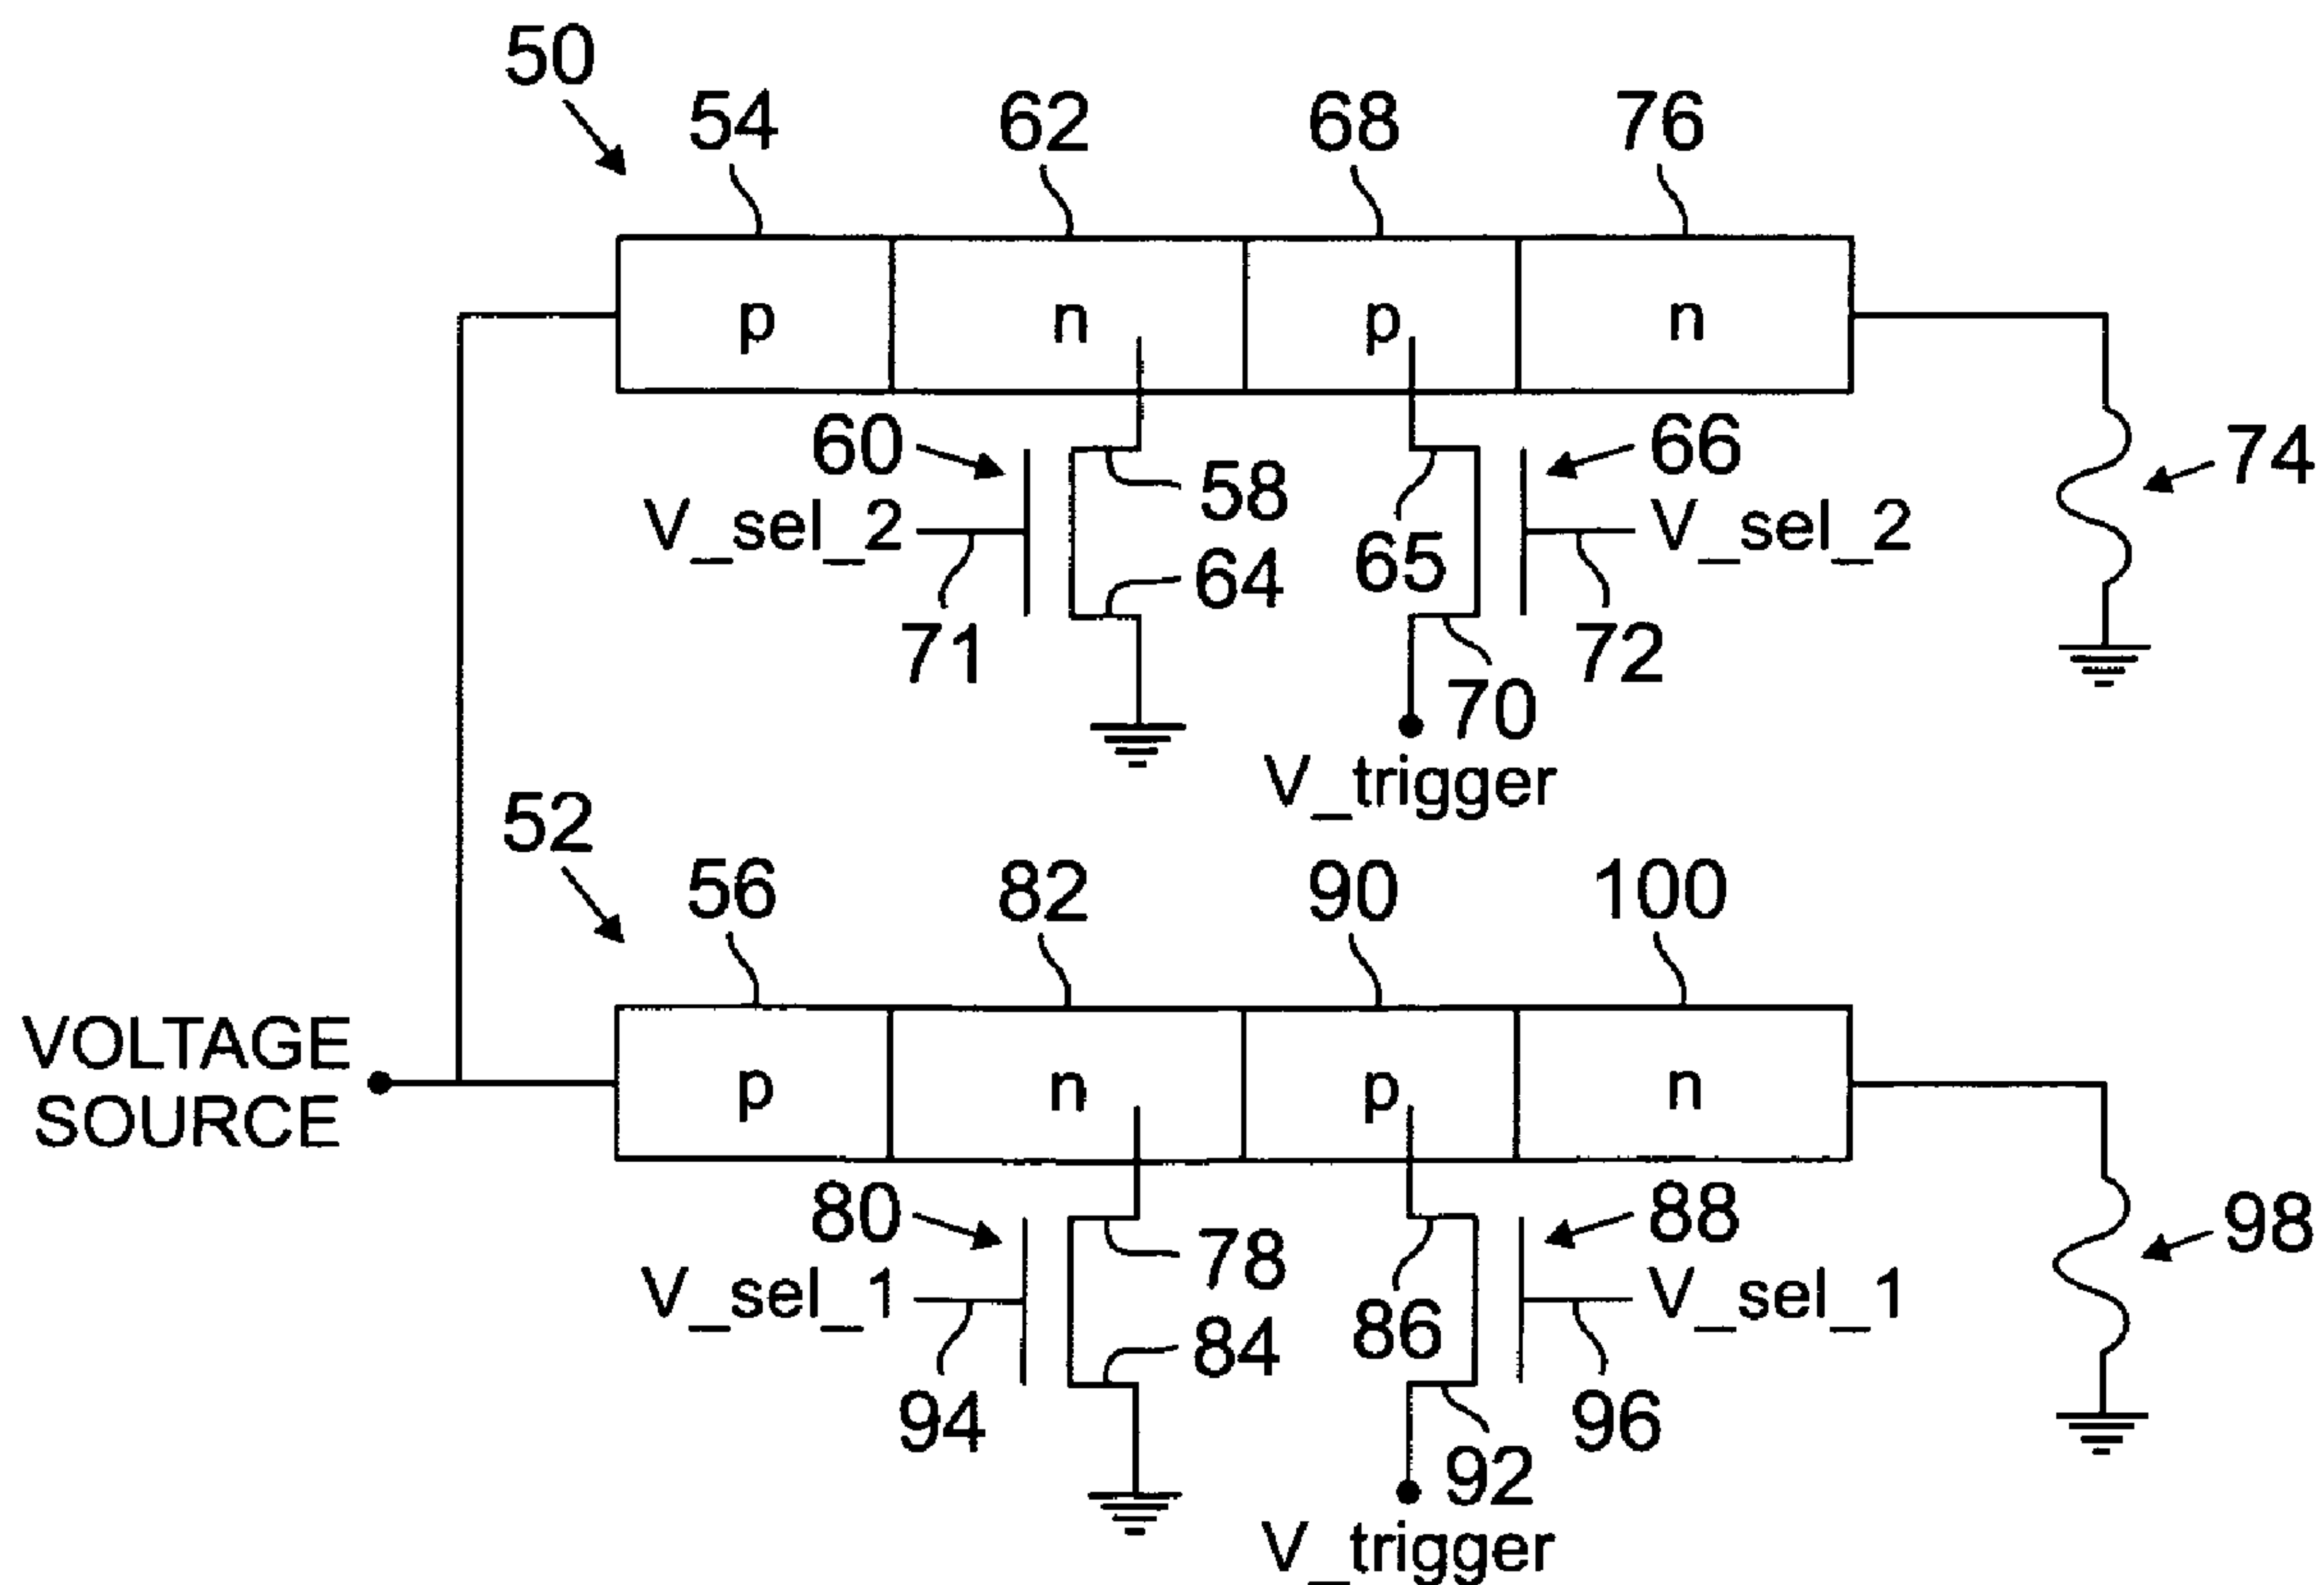 50
54 62 68 76
p n p n
60 58 65 66 74
V_sel_2 V_sel_2
64
71 70 72
V_trigger
52
56 82 90 100
VOLTAGE
SOURCE
p n p n
80 78 86 88 98
V_sel_1 V_sel_1
84
94 92 96
V_trigger